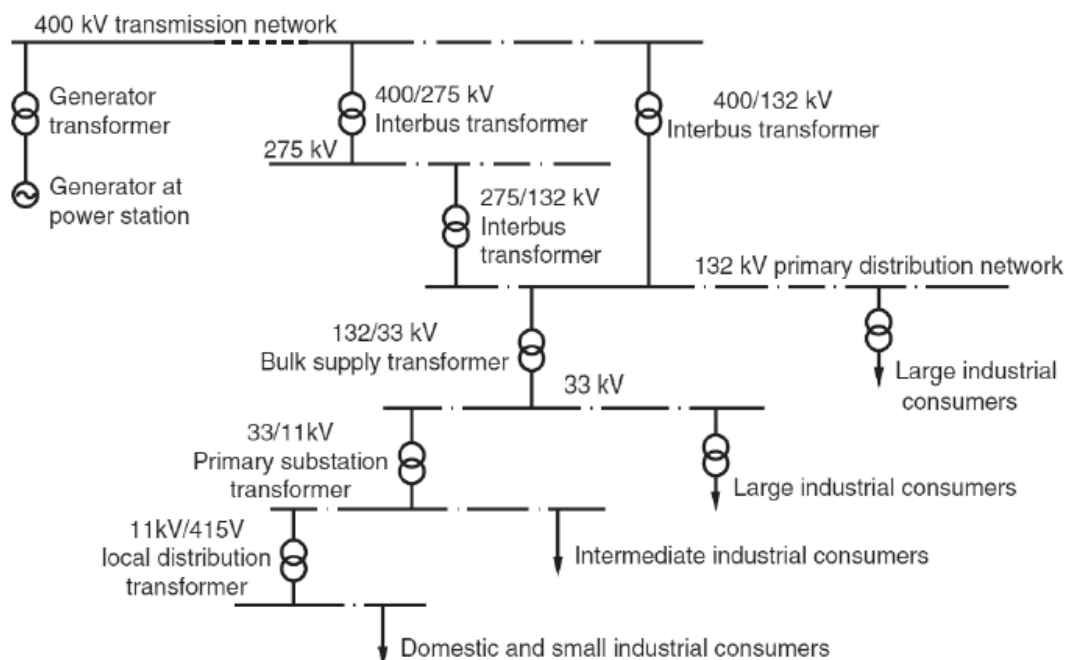 400 kV transmission network
Generator
transformer
400/275 kV
Interbus transformer
400/132 kV
Interbus transformer
275 kV
Generator at
power station
275/132 kV
Interbus
transformer
132 kV primary distribution network
132/33 kV
Bulk supply transformer
33 kV
Large industrial
consumers
33/11kV
Primary substation
transformer
Large industrial consumers
11kV/415V
local distribution
transformer
Intermediate industrial consumers
Domestic and small industrial consumers